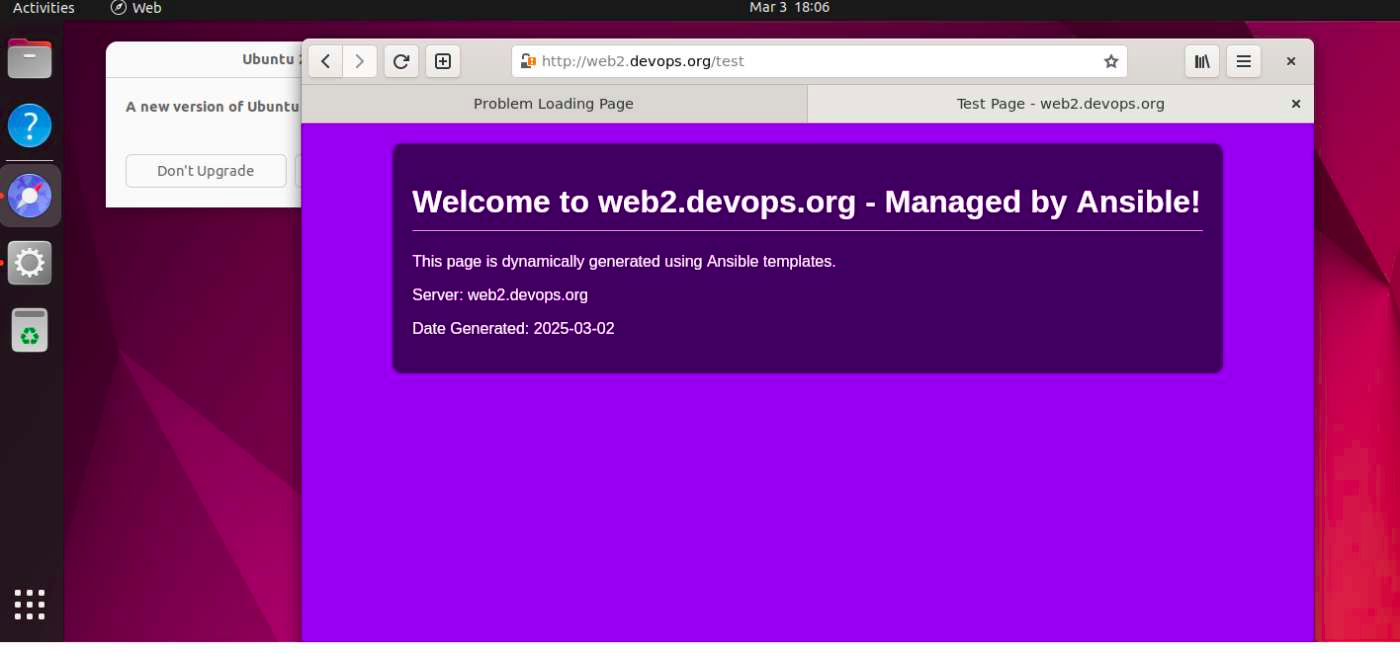 Activities
Web
Mar 3 18:06
Ubuntu
http://web2.devops.org/test
A new version of Ubuntu
Problem Loading Page
Test Page - web2.devops.org
Don't Upgrade
Welcome to web2.devops.org - Managed by Ansible!
This page is dynamically generated using Ansible templates.
Server: web2.devops.org
Date Generated: 2025-03-02